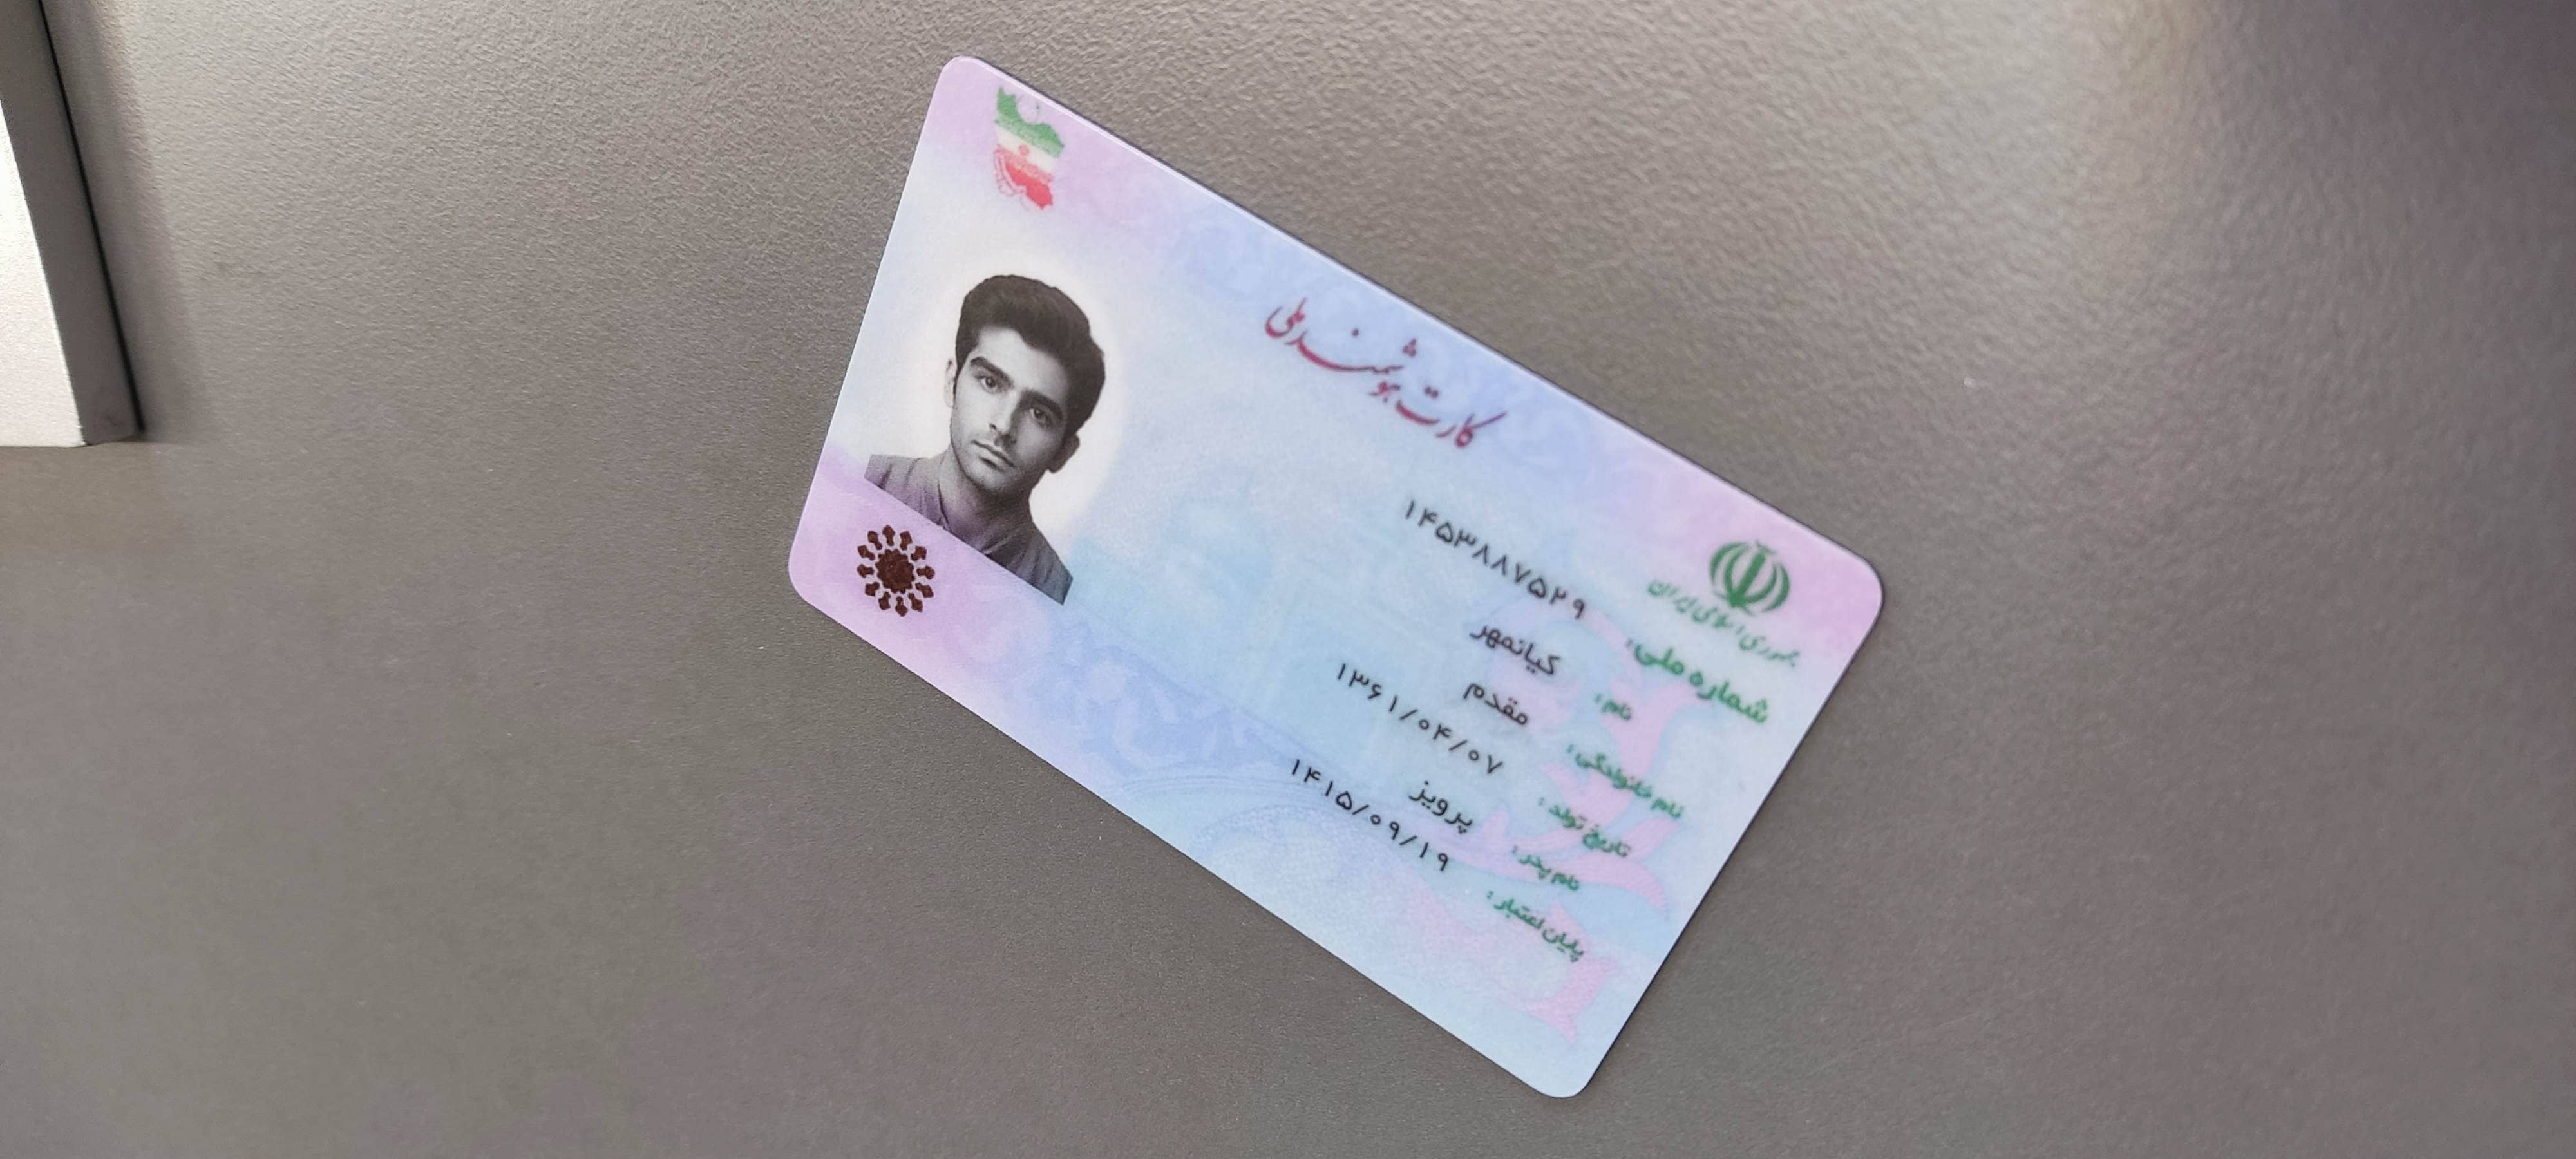 جمهوری اسلامی ایران
کارت هوشمند ملی
شماره ملی: ۱۴۵۳۸۸۷۵۲۹
نام: کیانمهر
نام خانوادگی: مقدم
تاریخ تولد: ۱۳۶۱/۰۴/۰۷
نام پدر: پرویز
پایان اعتبار: ۱۴۱۵/۰۹/۱۹